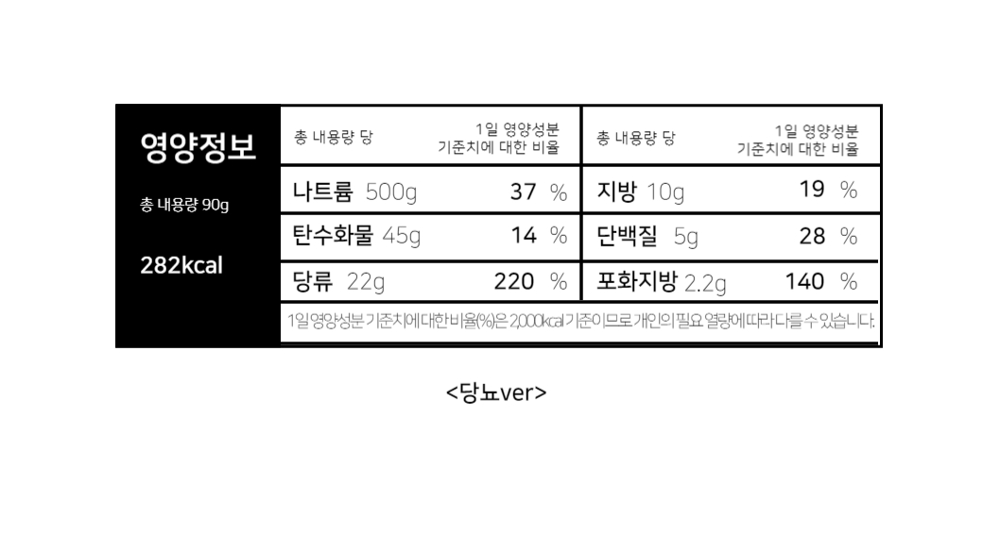 영양정보
총 내용량 90g
282kcal
총 내용량 당 1일 영양성분 기준치에 대한 비율
총 내용량 당 1일 영양성분 기준치에 대한 비율
나트륨 500g 37 %
지방 10g 19 %
탄수화물 45g 14 %
단백질 5g 28 %
당류 22g 220 %
포화지방 2.2g 140 %
1일 영양성분 기준치에 대한 비율(%)은 2,000kcal 기준이므로 개인의 필요 열량에 따라 다를 수 있습니다.
<당뇨ver>